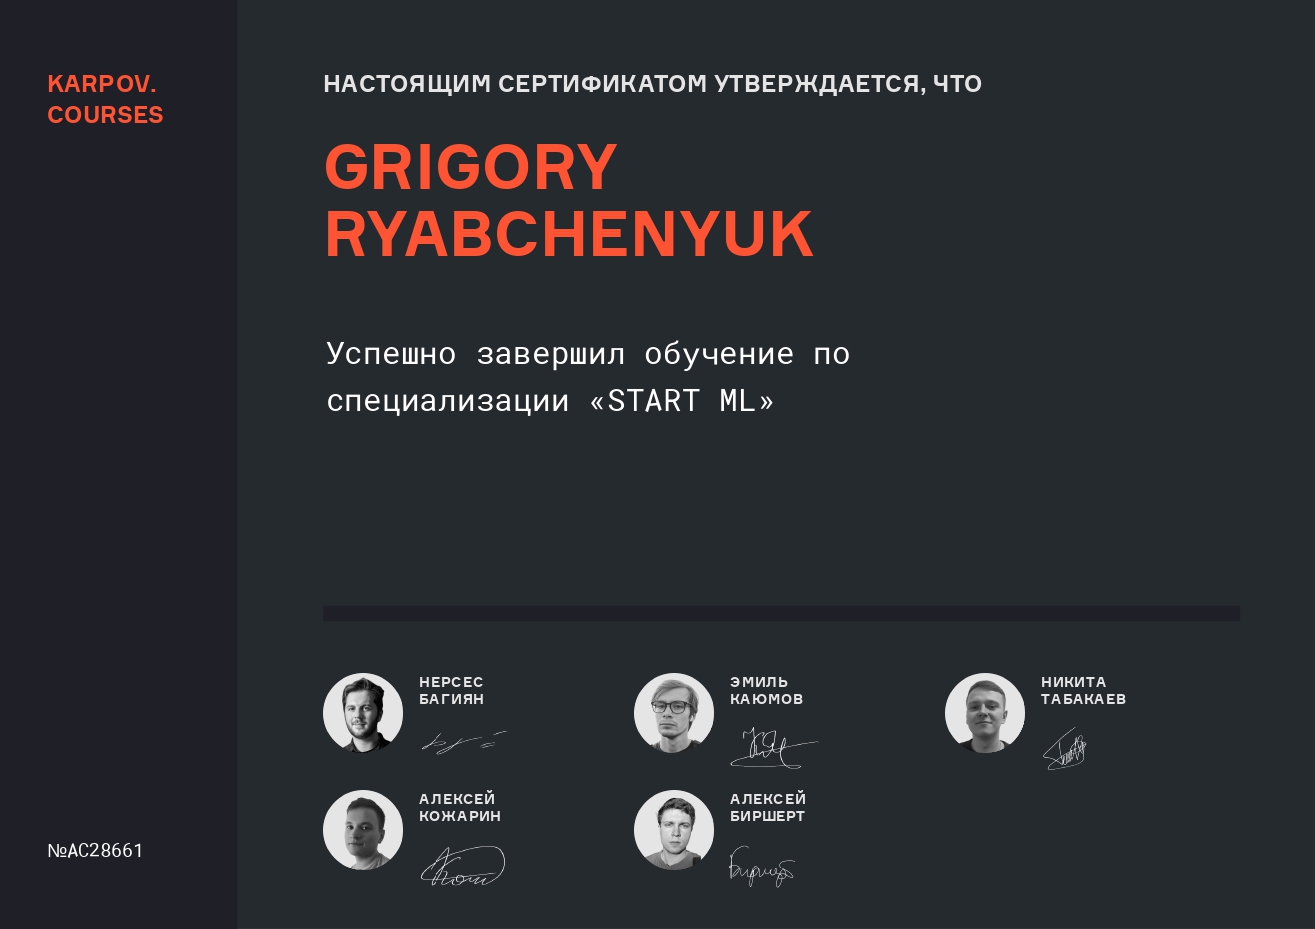 KARPOV.
COURSES
НАСТОЯЩИМ СЕРТИФИКАТОМ УТВЕРЖДАЕТСЯ, ЧТО
GRIGORY
RYABCHENYUK
Успешно завершил обучение по
специализации «START ML»
НЕРСЕС
БАГИЯН
ЭМИЛЬ
КАЮМОВ
НИКИТА
ТАБАКАЕВ
АЛЕКСЕЙ
КОЖАРИН
АЛЕКСЕЙ
БИРШЕРТ
№AC28661